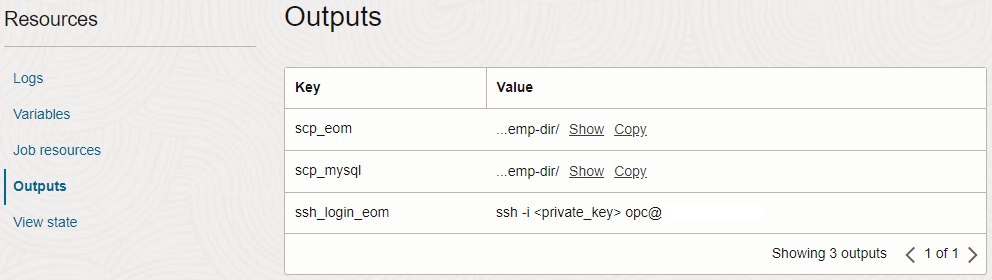 Resources
Logs
Variables
Job resources
Outputs
View state
Outputs
Key Value
scp_eom ...emp-dir/ Show Copy
scp_mysql ...emp-dir/ Show Copy
ssh_login_eom ssh -i <private_key> opc@
Showing 3 outputs < 1 of 1 >